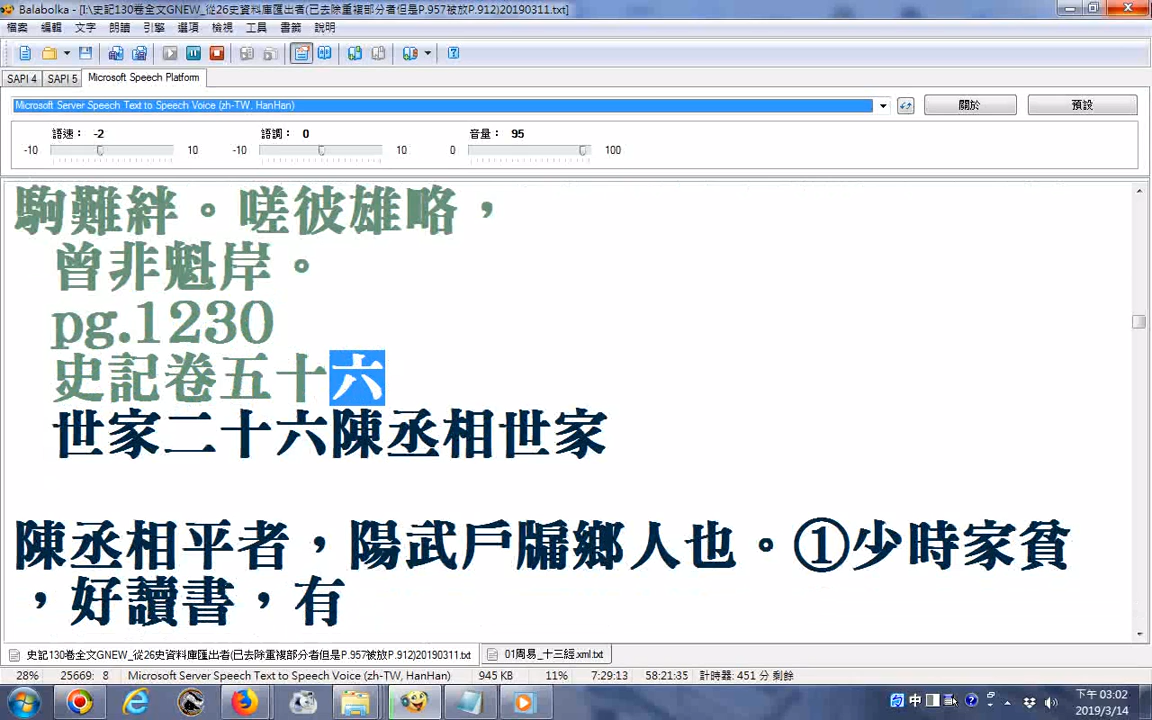 Balabolka - [I:\史記130卷全文GNEW_從26史資料庫匯出者(已去除重複部分者但是P.957被放P.912)20190311.txt]
檔案 編輯 文字 朗讀 引擎 選項 檢視 工具 書籤 說明
SAPI 4 SAPI 5 Microsoft Speech Platform
Microsoft Server Speech Text to Speech Voice (zh-TW, HanHan) 關於 預設
語速： -2 語調： 0 音量： 95
-10 10 -10 10 0 100
駒難絆。嗟彼雄略，
曾非魁岸。
pg.1230
史記卷五十六
世家二十六陳丞相世家
陳丞相平者，陽武戶牖鄉人也。①少時家貧
，好讀書，有
史記130卷全文GNEW_從26史資料庫匯出者(已去除重複部分者但是P.957被放P.912)20190311.txt 01周易_十三經.xml.txt
28% 25669: 8 Microsoft Server Speech Text to Speech Voice (zh-TW, HanHan) 945 KB 11% 7:29:13 58:21:35 計時器: 451 分 剩餘
中 下午 03:02
2019/3/14